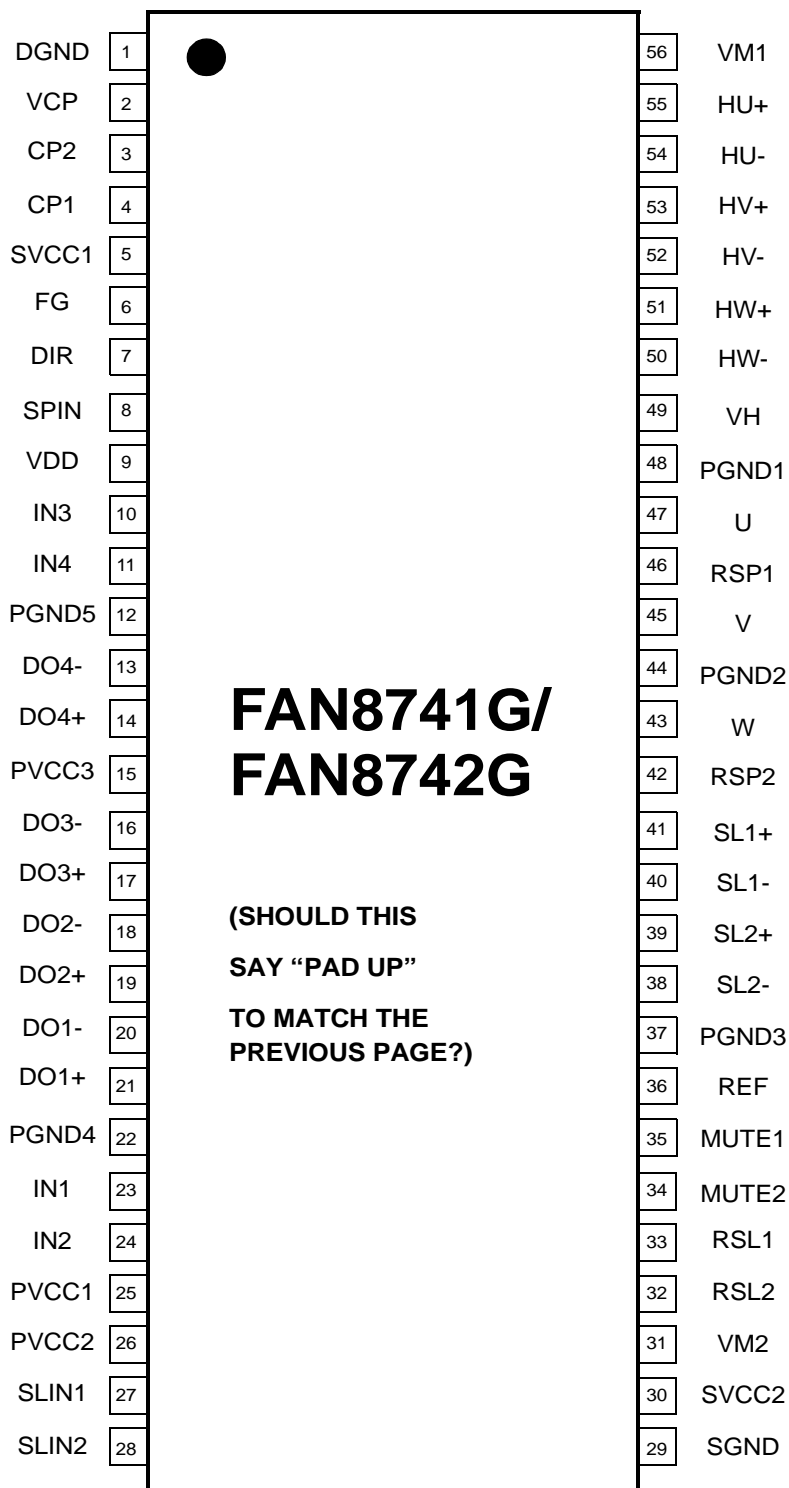 DGND 1 56 VM1
VCP 2 55 HU+
CP2 3 54 HU-
CP1 4 53 HV+
SVCC1 5 52 HV-
FG 6 51 HW+
DIR 7 50 HW-
SPIN 8 49 VH
VDD 9 48 PGND1
IN3 10 47 U
IN4 11 46 RSP1
PGND5 12 45 V
DO4- 13 44 PGND2
DO4+ 14 43 W
PVCC3 15 42 RSP2
DO3- 16 41 SL1+
DO3+ 17 40 SL1-
DO2- 18 39 SL2+
DO2+ 19 38 SL2-
DO1- 20 37 PGND3
DO1+ 21 36 REF
PGND4 22 35 MUTE1
IN1 23 34 MUTE2
IN2 24 33 RSL1
PVCC1 25 32 RSL2
PVCC2 26 31 VM2
SLIN1 27 30 SVCC2
SLIN2 28 29 SGND
FAN8741G/
FAN8742G
(SHOULD THIS
SAY “PAD UP”
TO MATCH THE
PREVIOUS PAGE?)